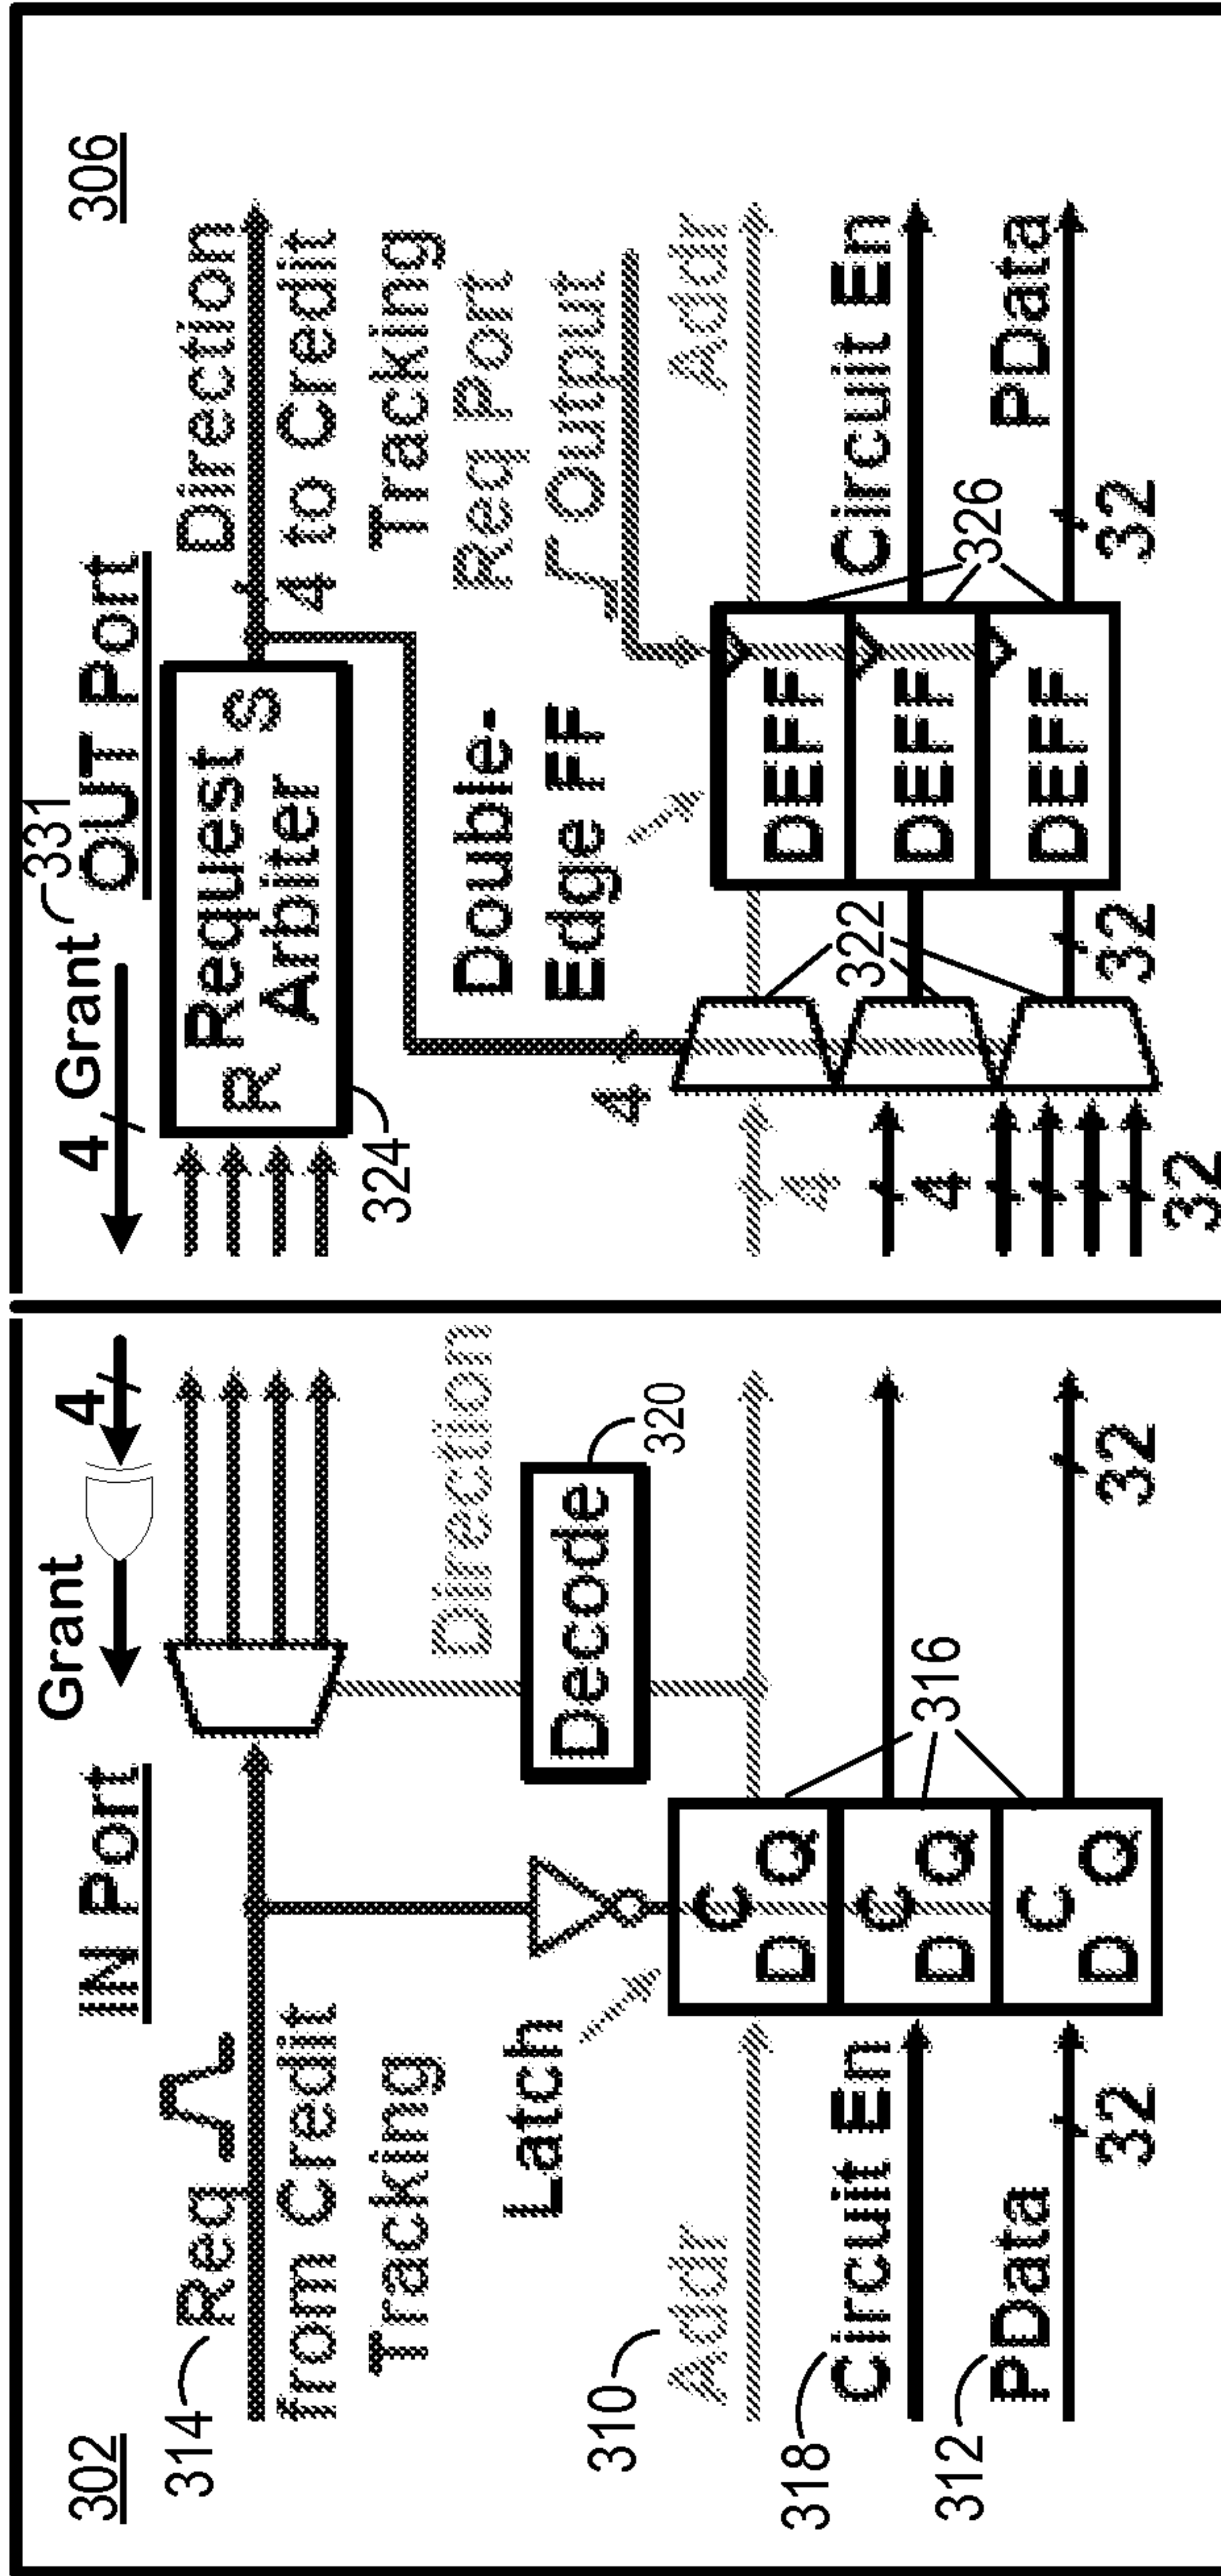 302
IN Port
Grant
4
314
Req
from Credit
Tracking
Direction
Latch
Decode
320
310
Addr
318
Circuit En
312
PData
32
C
D Q
C
D Q
C
D Q
316
32
4 Grant
331
OUT Port
306
R Request S
Arbiter
324
Direction
4 to Credit
Tracking
Req Port
Output
Double-
Edge FF
4
322
4
4
32
32
DEFF
DEFF
DEFF
326
Addr
Circuit En
PData
32